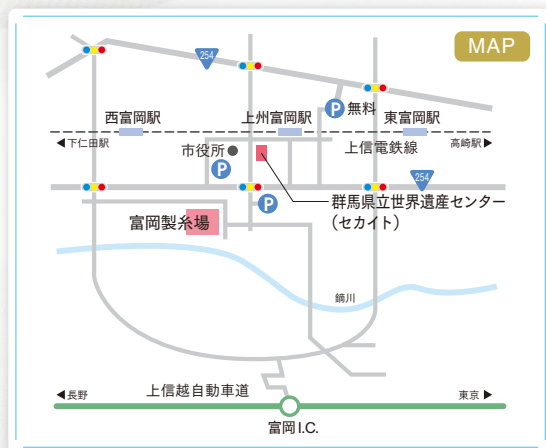 MAP
254
P 無料
西富岡駅
上州富岡駅
東富岡駅
◀下仁田駅
上信電鉄線
高崎駅▶
市役所●
P
254
P
群馬県立世界遺産センター
(セカイト)
富岡製糸場
鏑川
◀長野
上信越自動車道
東京▶
富岡I.C.